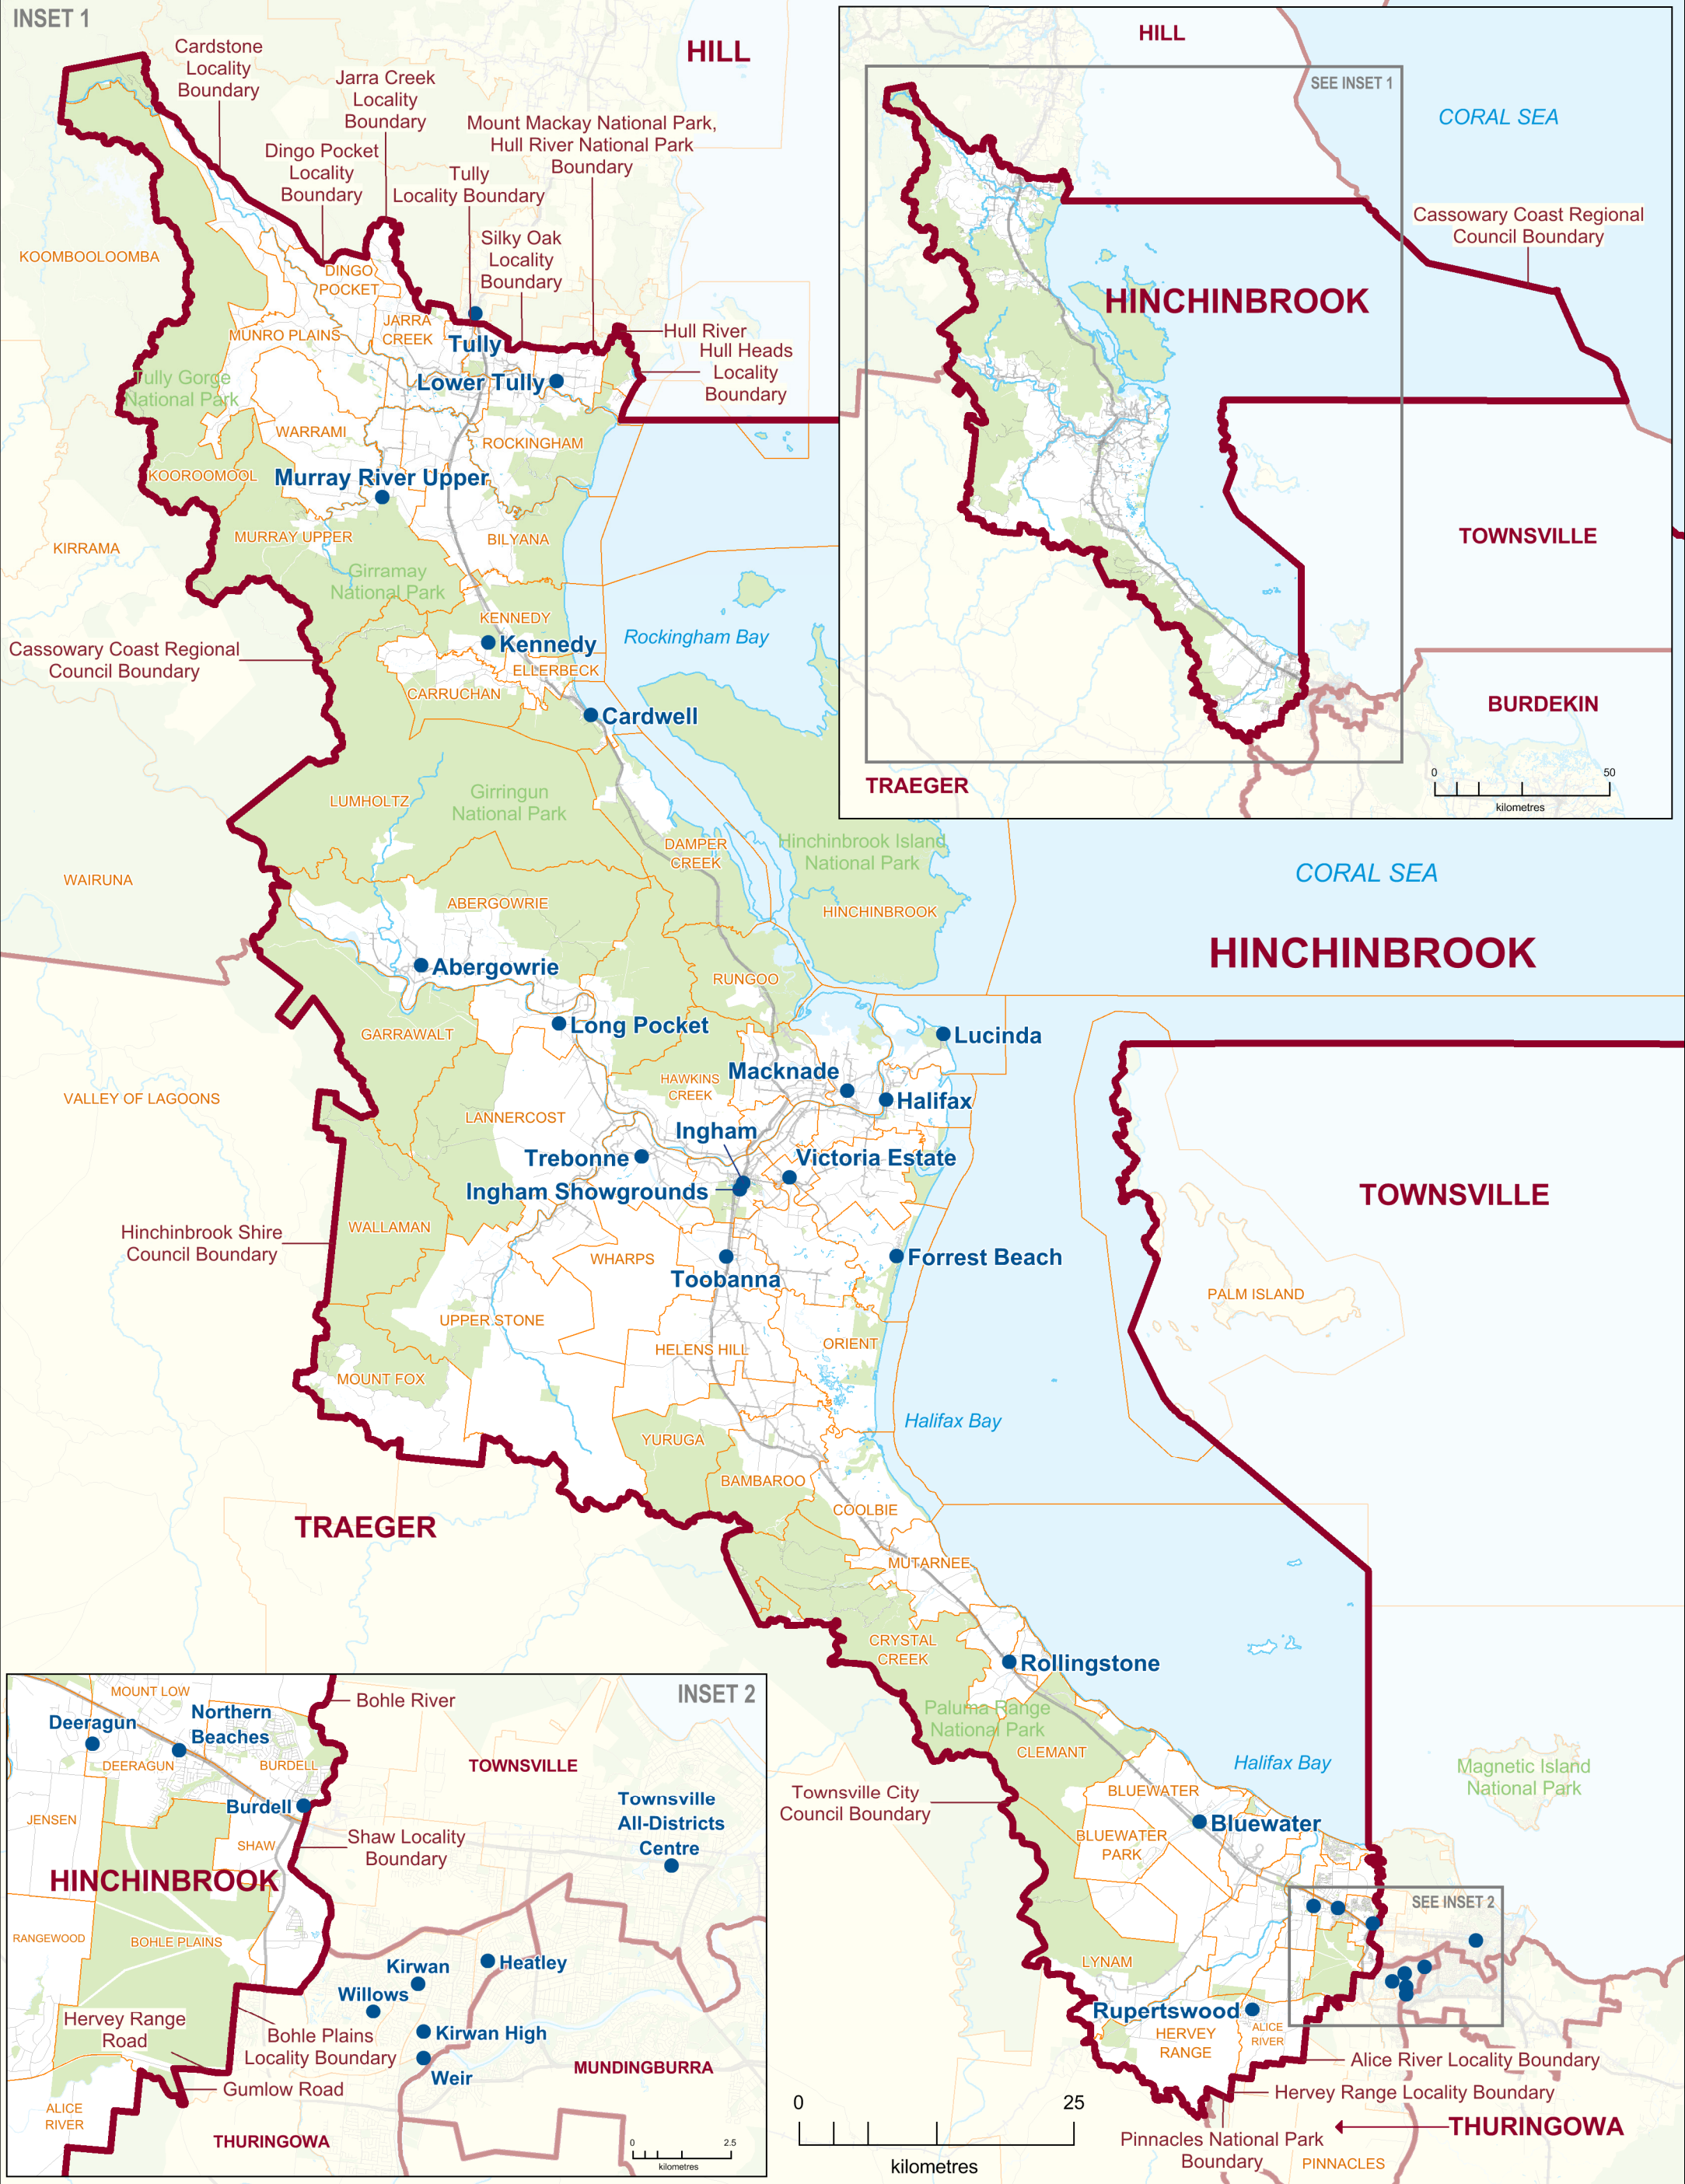 INSET 1
HILL
Cardstone
Locality
Boundary
Jarra Creek
Locality
Boundary
Dingo Pocket
Locality
Boundary
Mount Mackay National Park,
Hull River National Park
Boundary
Tully
Locality Boundary
Silky Oak
Locality
Boundary
Hull River
Hull Heads
Locality
Boundary
KOOMBOOLOOMBA
DINGO
POCKET
MUNRO PLAINS
JARRA
CREEK
Tully
Lower Tully
Tully Gorge
National Park
WARRAMI
ROCKINGHAM
KOOROOMOOL
Murray River Upper
MURRAY UPPER
BILYANA
KIRRAMA
Girramay
National Park
KENNEDY
Kennedy
Rockingham Bay
Cassowary Coast Regional
Council Boundary
ELLERBECK
CARRUCHAN
Cardwell
LUMHOLTZ
Girringun
National Park
DAMPER
CREEK
Hinchinbrook Island
National Park
WAIRUNA
ABERGOWRIE
HINCHINBROOK
Abergowrie
RUNGOO
Long Pocket
GARRAWALT
Lucinda
VALLEY OF LAGOONS
HAWKINS
CREEK
Macknade
Halifax
LANNERCOST
Ingham
Trebonne
Victoria Estate
Ingham Showgrounds
Hinchinbrook Shire
Council Boundary
WALLAMAN
WHARPS
Forrest Beach
Toobanna
UPPER STONE
HELENS HILL
ORIENT
MOUNT FOX
Halifax Bay
YURUGA
BAMBAROO
COOLBIE
TRAEGER
MUTARNEE
CRYSTAL
CREEK
Rollingstone
Paluma Range
National Park
CLEMANT
Halifax Bay
Magnetic Island
National Park
Townsville City
Council Boundary
BLUEWATER
Bluewater
BLUEWATER
PARK
SEE INSET 2
LYNAM
Rupertswood
HERVEY
RANGE
ALICE
RIVER
Alice River Locality Boundary
Hervey Range Locality Boundary
THURINGOWA
Pinnacles National Park
Boundary
PINNACLES
0
25
kilometres
CORAL SEA
HINCHINBROOK
TOWNSVILLE
PALM ISLAND
HILL
SEE INSET 1
CORAL SEA
Cassowary Coast Regional
Council Boundary
HINCHINBROOK
TOWNSVILLE
BURDEKIN
TRAEGER
0
50
kilometres
INSET 2
MOUNT LOW
Bohle River
Deeragun
Northern
Beaches
DEERAGUN
BURDELL
TOWNSVILLE
Burdell
Townsville
All-Districts
Centre
JENSEN
SHAW
Shaw Locality
Boundary
HINCHINBROOK
RANGEWOOD
BOHLE PLAINS
Heatley
Kirwan
Willows
Hervey Range
Road
Bohle Plains
Locality Boundary
Kirwan High
Weir
MUNDINGBURRA
Gumlow Road
ALICE
RIVER
THURINGOWA
0
2.5
kilometres